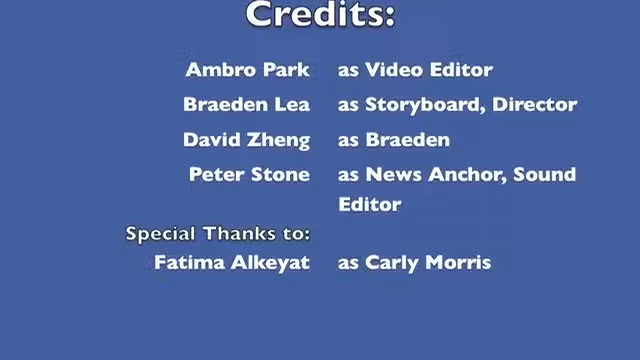 Credits:
Ambro Park as Video Editor
Braeden Lea as Storyboard, Director
David Zheng as Braeden
Peter Stone as News Anchor, Sound
Editor
Special Thanks to:
Fatima Alkeyat as Carly Morris